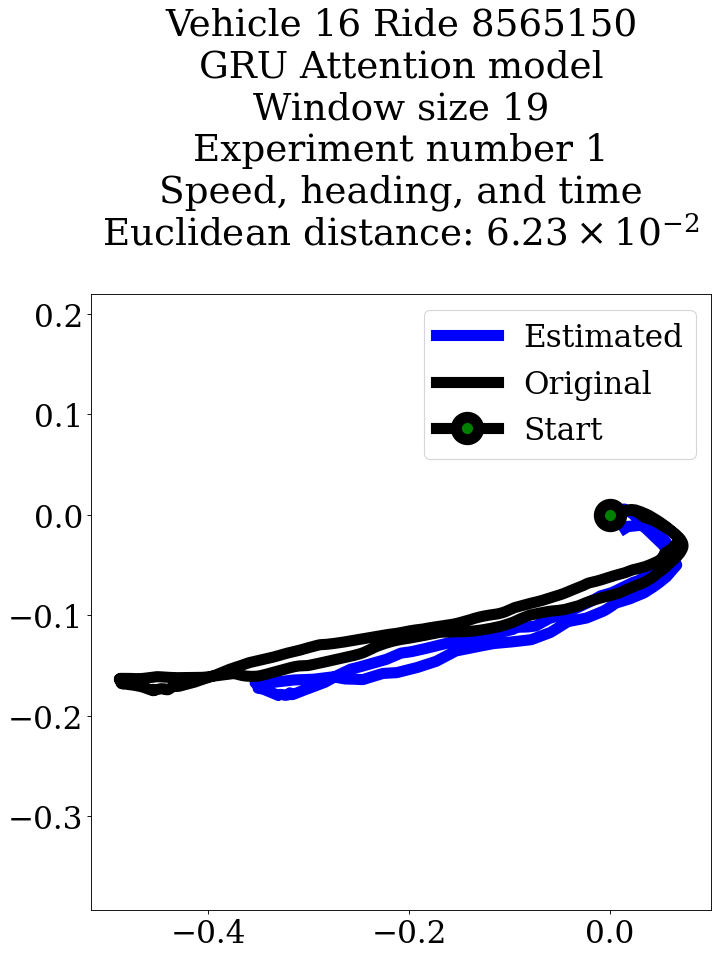 Vehicle 16 Ride 8565150
GRU Attention model
Window size 19
Experiment number 1
Speed, heading, and time
Euclidean distance: 6.23 × 10⁻²
Estimated
Original
Start
0.2
0.1
0.0
−0.1
−0.2
−0.3
−0.4
−0.2
0.0